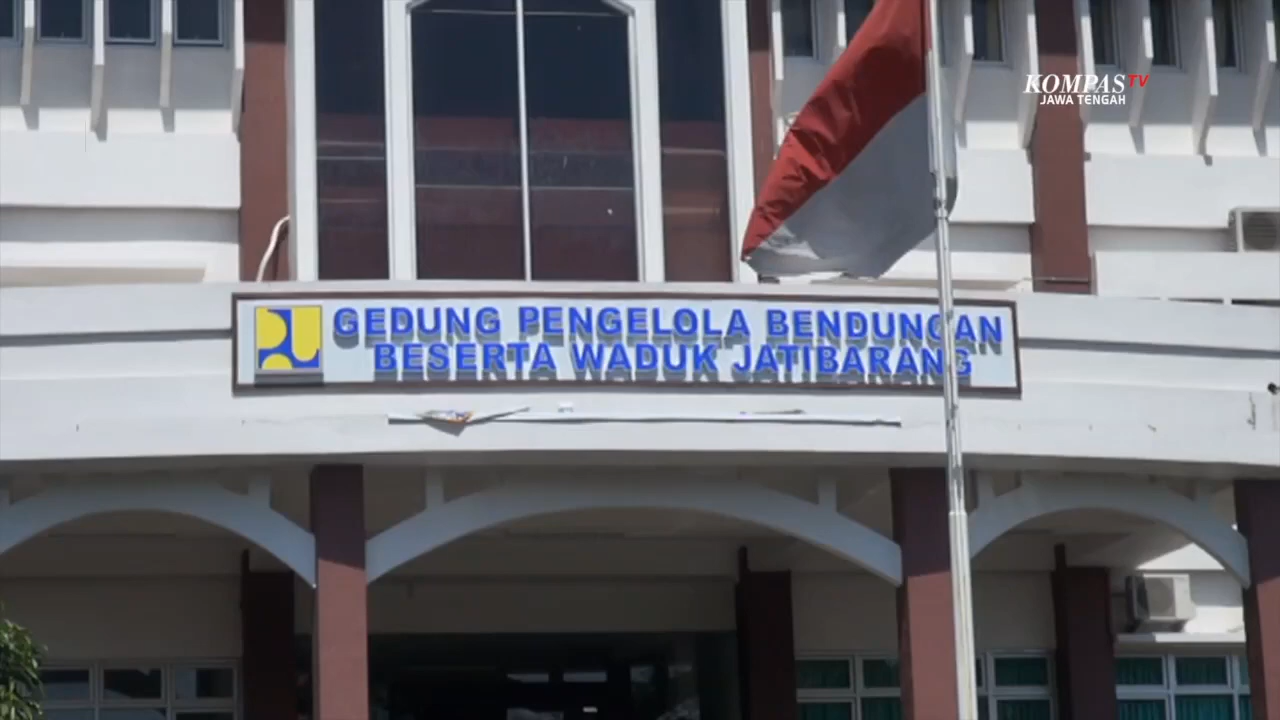 KOMPAS TV
JAWA TENGAH
GEDUNG PENGELOLA BENDUNGAN
BESERTA WADUK JATIBARANG